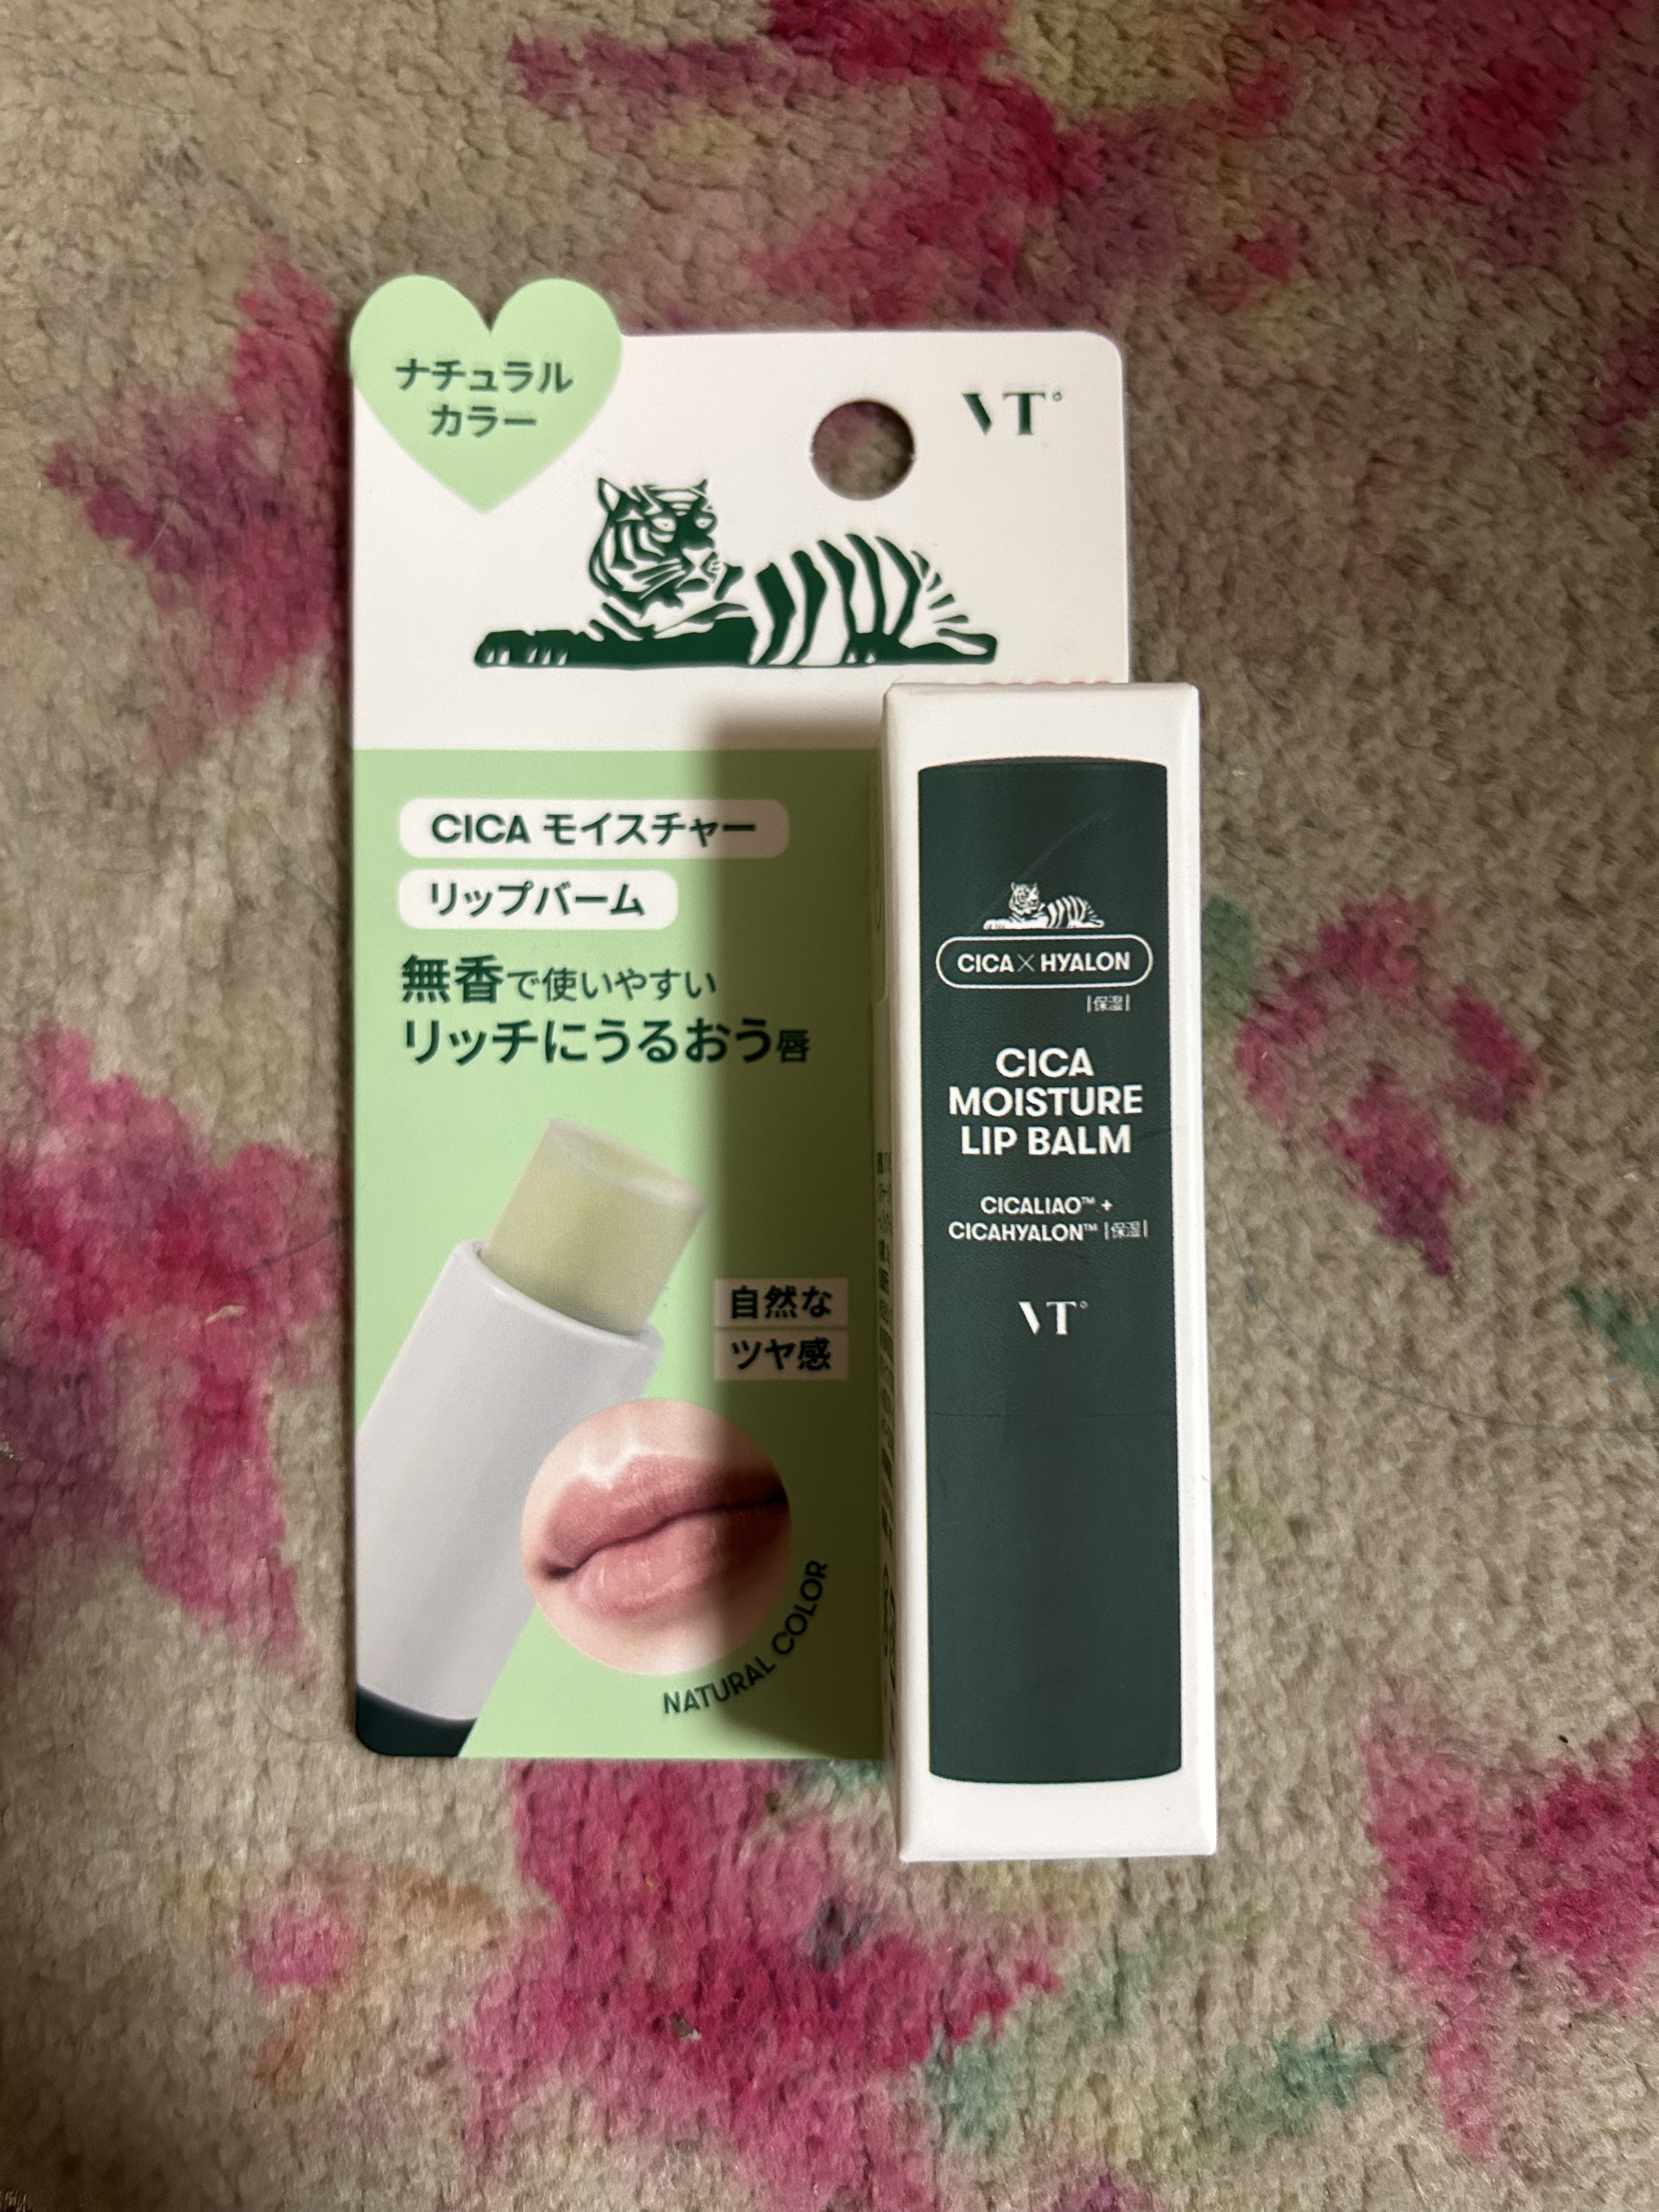 ナチュラル
カラー
VT
CICA モイスチャー
リップバーム
無香で使いやすい
リッチにうるおう唇
自然な
ツヤ感
NATURAL COLOR
CICA×HYALON
|保湿|
CICA
MOISTURE
LIP BALM
CICALIAO™ +
CICAHYALON™ |保湿|
VT